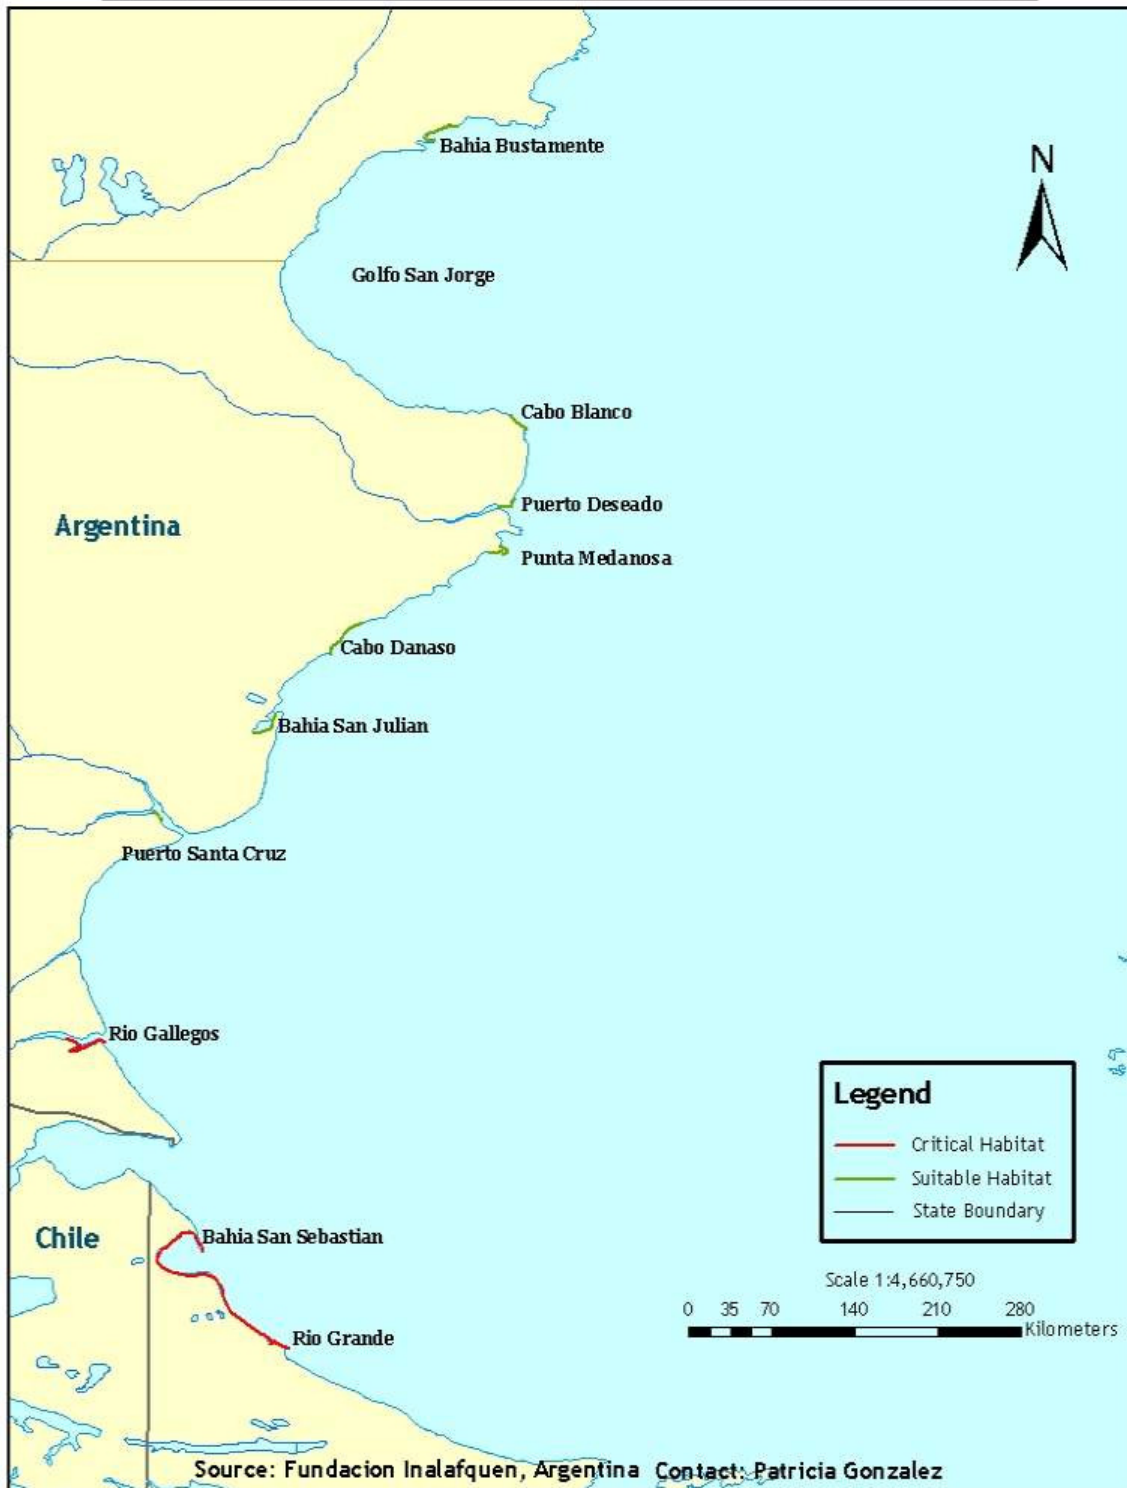 Bahia Bustamente
N
Golfo San Jorge
Cabo Blanco
Puerto Deseado
Argentina
Punta Medanosa
Cabo Danaso
Bahia San Julian
Puerto Santa Cruz
Rio Gallegos
Legend
Critical Habitat
Suitable Habitat
State Boundary
Chile
Bahia San Sebastian
Scale 1:4,660,750
0 35 70 140 210 280
Kilometers
Rio Grande
Source: Fundacion Inalafquen, Argentina Contact: Patricia Gonzalez